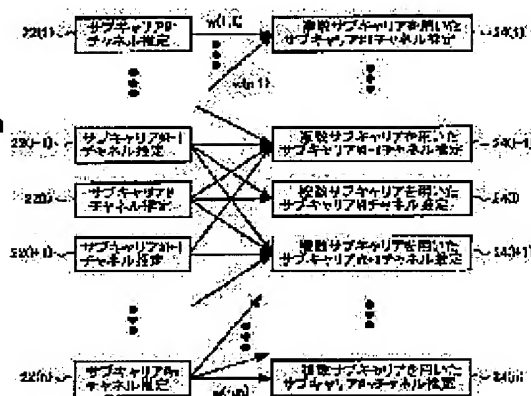 22(1)
サブキャリア#1
チャネル推定
w(1,1)
複数サブキャリアを用いた
サブキャリア#1チャネル推定
24(1)
w(n,1)
22(i-1)
サブキャリア#i-1
チャネル推定
複数サブキャリアを用いた
サブキャリア#i-1チャネル推定
24(i-1)
22(i)
サブキャリア#i
チャネル推定
複数サブキャリアを用いた
サブキャリア#iチャネル推定
24(i)
22(i+1)
サブキャリア#i+1
チャネル推定
複数サブキャリアを用いた
サブキャリア#i+1チャネル推定
24(i+1)
22(n)
サブキャリア#n
チャネル推定
w(n,n)
複数サブキャリアを用いた
サブキャリア#nチャネル推定
24(n)